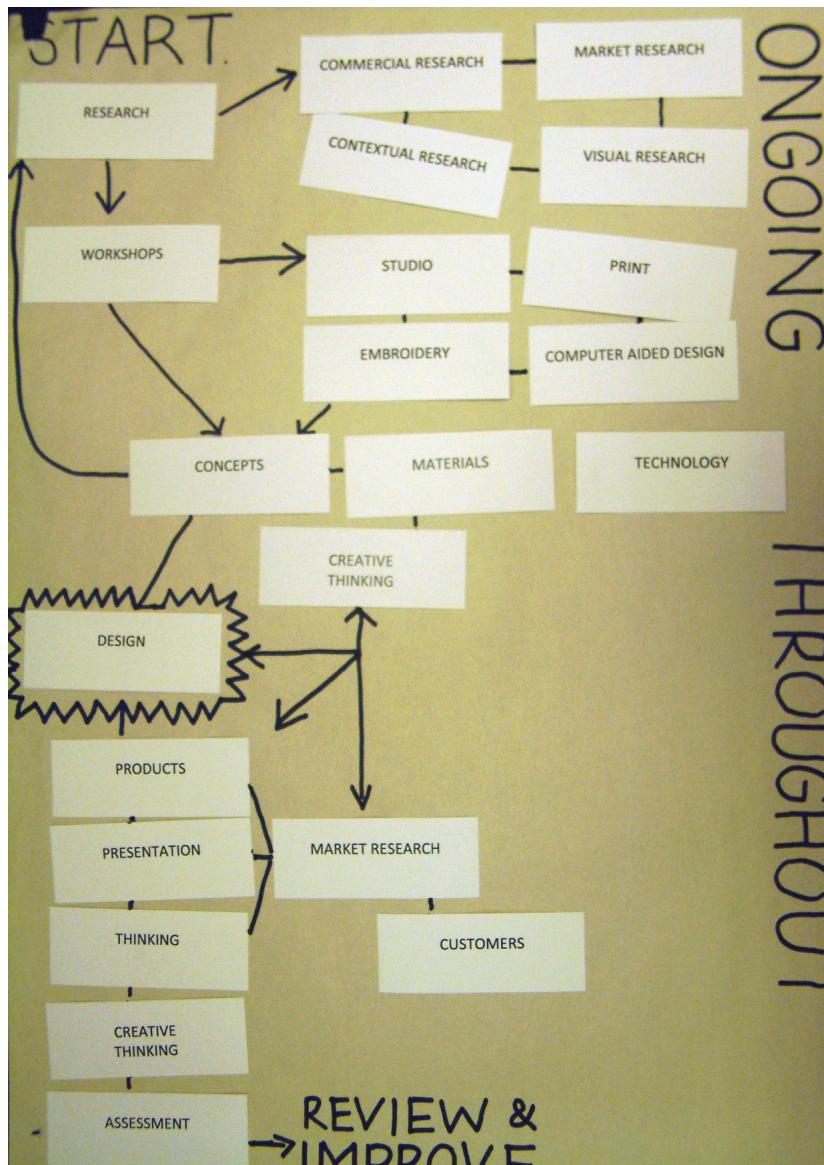 START.
RESEARCH
COMMERCIAL RESEARCH
MARKET RESEARCH
CONTEXTUAL RESEARCH
VISUAL RESEARCH
ONGOING
WORKSHOPS
STUDIO
PRINT
EMBROIDERY
COMPUTER AIDED DESIGN
CONCEPTS
MATERIALS
TECHNOLOGY
CREATIVE
THINKING
THROUGHOUT
DESIGN
PRODUCTS
PRESENTATION
MARKET RESEARCH
THINKING
CUSTOMERS
CREATIVE
THINKING
ASSESSMENT
REVIEW &
IMPROVE